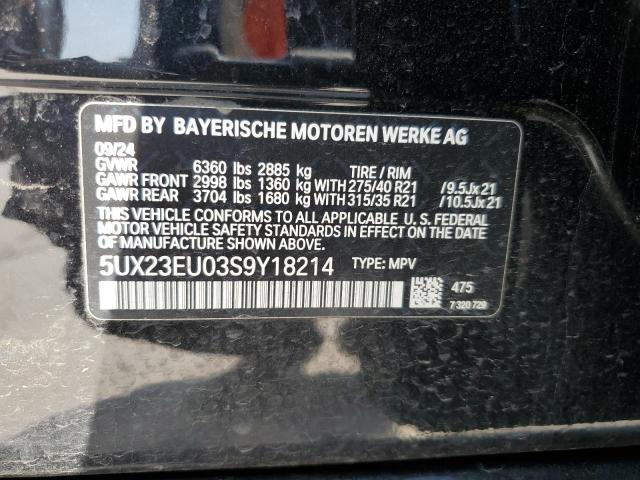 MFD BY BAYERISCHE MOTOREN WERKE AG
09/24
GVWR 6360 lbs 2885 kg TIRE / RIM
GAWR FRONT 2998 lbs 1360 kg WITH 275/40 R21 /9.5Jx21
GAWR REAR 3704 lbs 1680 kg WITH 315/35 R21 /10.5Jx21
THIS VEHICLE CONFORMS TO ALL APPLICABLE U.S. FEDERAL
MOTOR VEHICLE SAFETY STANDARDS IN EFFECT ON THE DATE
OF MANUFACTURE SHOWN ABOVE.
5UX23EU03S9Y18214 TYPE: MPV
475
7 320 729